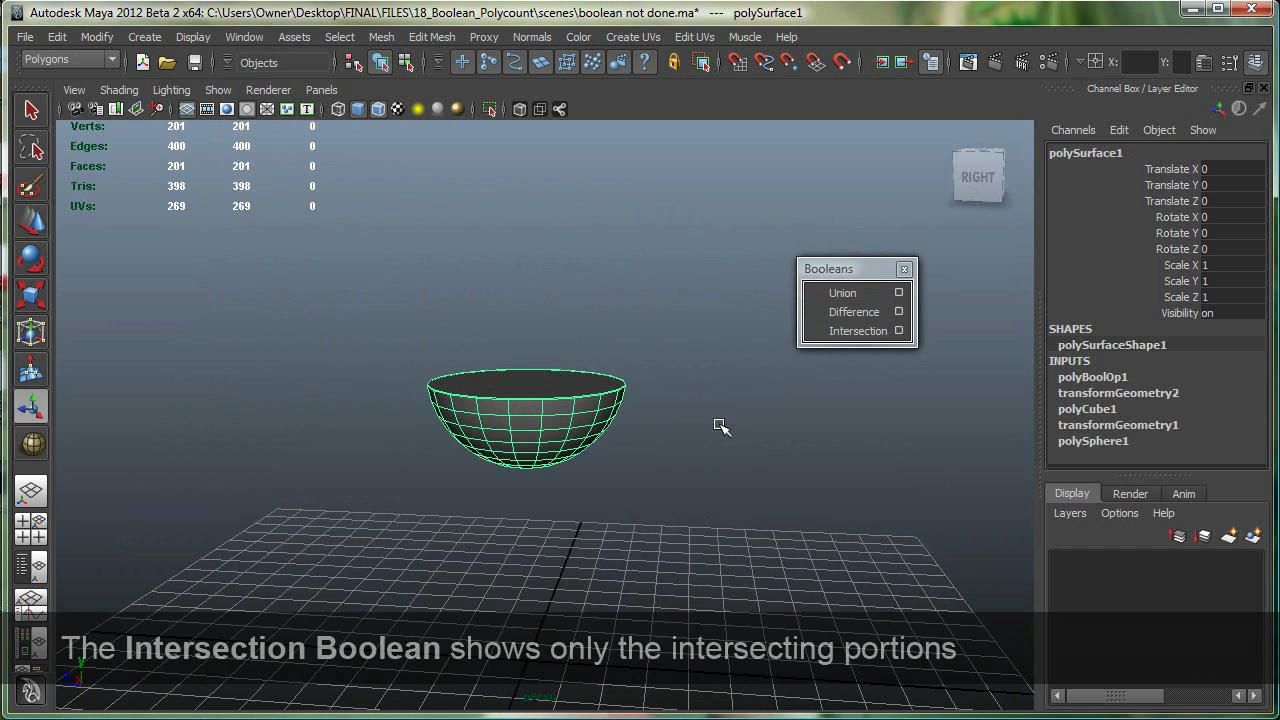 Autodesk Maya 2012 Beta 2 x64: C:\Users\Owner\Desktop\FINAL\FILES\18_Boolean_Polycount\scenes\boolean not done.ma* --- polySurface1
File Edit Modify Create Display Window Assets Select Mesh Edit Mesh Proxy Normals Color Create UVs Edit UVs Muscle Help
Polygons Objects X: Y:
View Shading Lighting Show Renderer Panels
Channel Box / Layer Editor
Channels Edit Object Show
Verts: 201 201 0
Edges: 400 400 0
Faces: 201 201 0
Tris: 398 398 0
UVs: 269 269 0
RIGHT
Booleans
Union
Difference
Intersection
polySurface1
Translate X 0
Translate Y 0
Translate Z 0
Rotate X 0
Rotate Y 0
Rotate Z 0
Scale X 1
Scale Y 1
Scale Z 1
Visibility on
SHAPES
polySurfaceShape1
INPUTS
polyBoolOp1
transformGeometry2
polyCube1
transformGeometry1
polySphere1
Display Render Anim
Layers Options Help
The Intersection Boolean shows only the intersecting portions
y
z x
persp